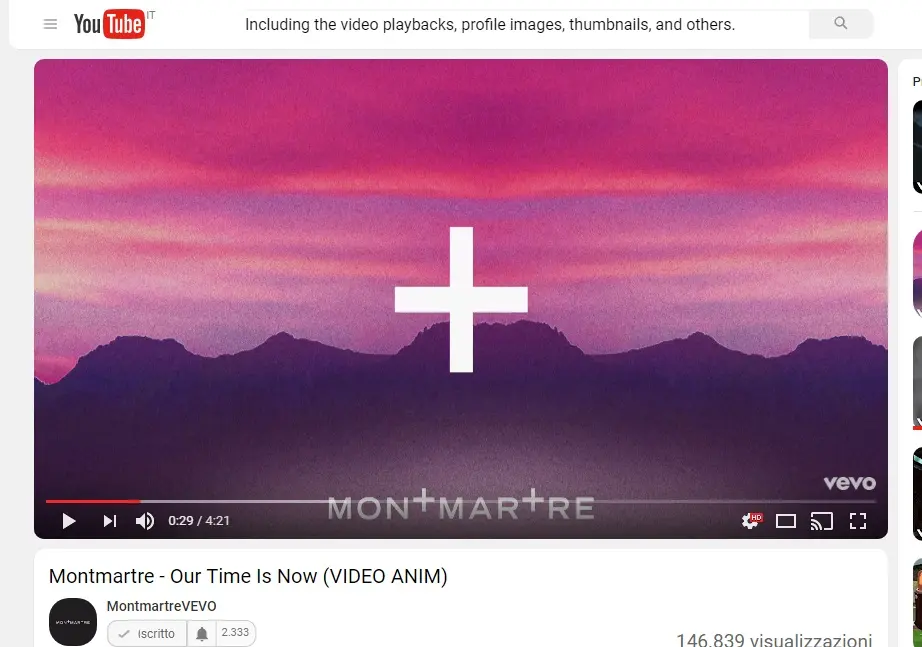 YouTube IT
Including the video playbacks, profile images, thumbnails, and others.
vevo
MONTMARTRE
0:29 / 4:21
HD
Montmartre - Our Time Is Now (VIDEO ANIM)
MontmartreVEVO
MONTMARTRE
iscritto
2.333
146.839 visualizzazioni